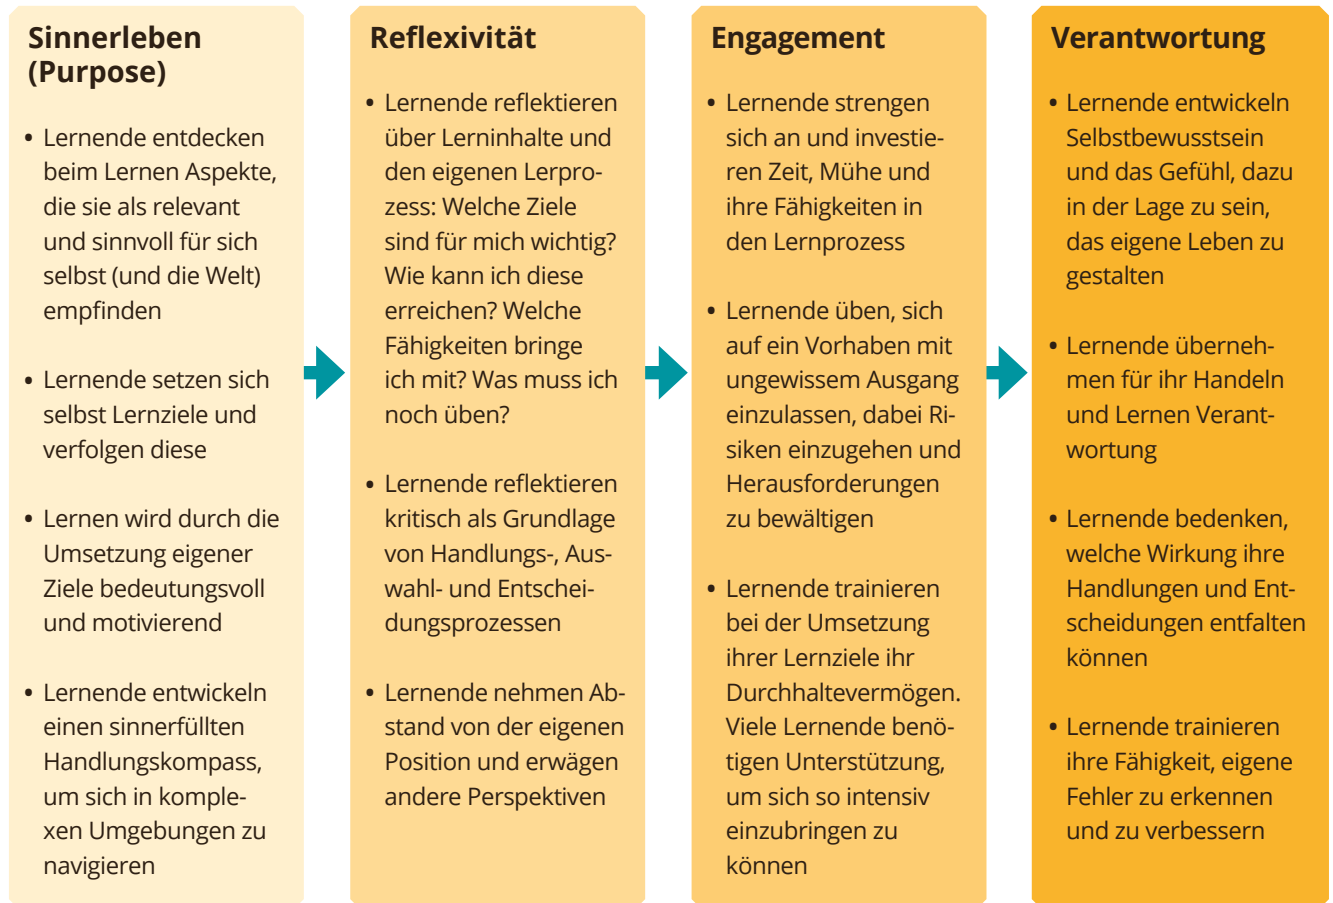 Sinnerleben
(Purpose)
• Lernende entdecken
beim Lernen Aspekte,
die sie als relevant
und sinnvoll für sich
selbst (und die Welt)
empfinden
• Lernende setzen sich
selbst Lernziele und
verfolgen diese
• Lernen wird durch die
Umsetzung eigener
Ziele bedeutungsvoll
und motivierend
• Lernende entwickeln
einen sinnerfüllten
Handlungskompass,
um sich in komple-
xen Umgebungen zu
navigieren
Reflexivität
• Lernende reflektieren
über Lerninhalte und
den eigenen Lerpro-
zess: Welche Ziele
sind für mich wichtig?
Wie kann ich diese
erreichen? Welche
Fähigkeiten bringe
ich mit? Was muss ich
noch üben?
• Lernende reflektieren
kritisch als Grundlage
von Handlungs-, Aus-
wahl- und Entschei-
dungsprozessen
• Lernende nehmen Ab-
stand von der eigenen
Position und erwägen
andere Perspektiven
Engagement
• Lernende strengen
sich an und investie-
ren Zeit, Mühe und
ihre Fähigkeiten in
den Lernprozess
• Lernende üben, sich
auf ein Vorhaben mit
ungewissem Ausgang
einzulassen, dabei Ri-
siken einzugehen und
Herausforderungen
zu bewältigen
• Lernende trainieren
bei der Umsetzung
ihrer Lernziele ihr
Durchhaltevermögen.
Viele Lernende benö-
tigen Unterstützung,
um sich so intensiv
einzubringen zu
können
Verantwortung
• Lernende entwickeln
Selbstbewusstsein
und das Gefühl, dazu
in der Lage zu sein,
das eigene Leben zu
gestalten
• Lernende überneh-
men für ihr Handeln
und Lernen Verant-
wortung
• Lernende bedenken,
welche Wirkung ihre
Handlungen und Ent-
scheidungen entfalten
können
• Lernende trainieren
ihre Fähigkeit, eigene
Fehler zu erkennen
und zu verbessern